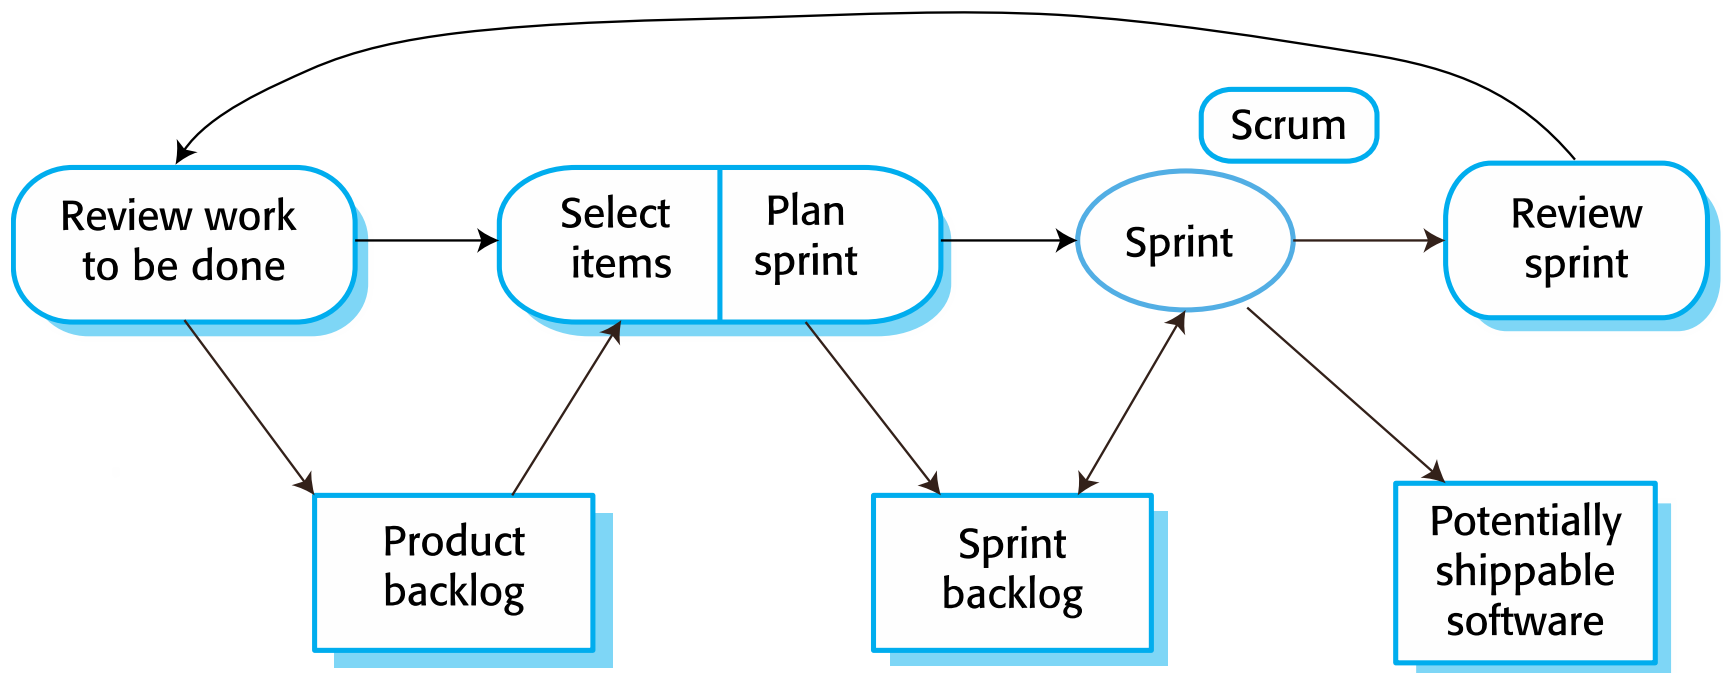 Scrum
Review work
to be done
Select
items
Plan
sprint
Sprint
Review
sprint
Product
backlog
Sprint
backlog
Potentially
shippable
software